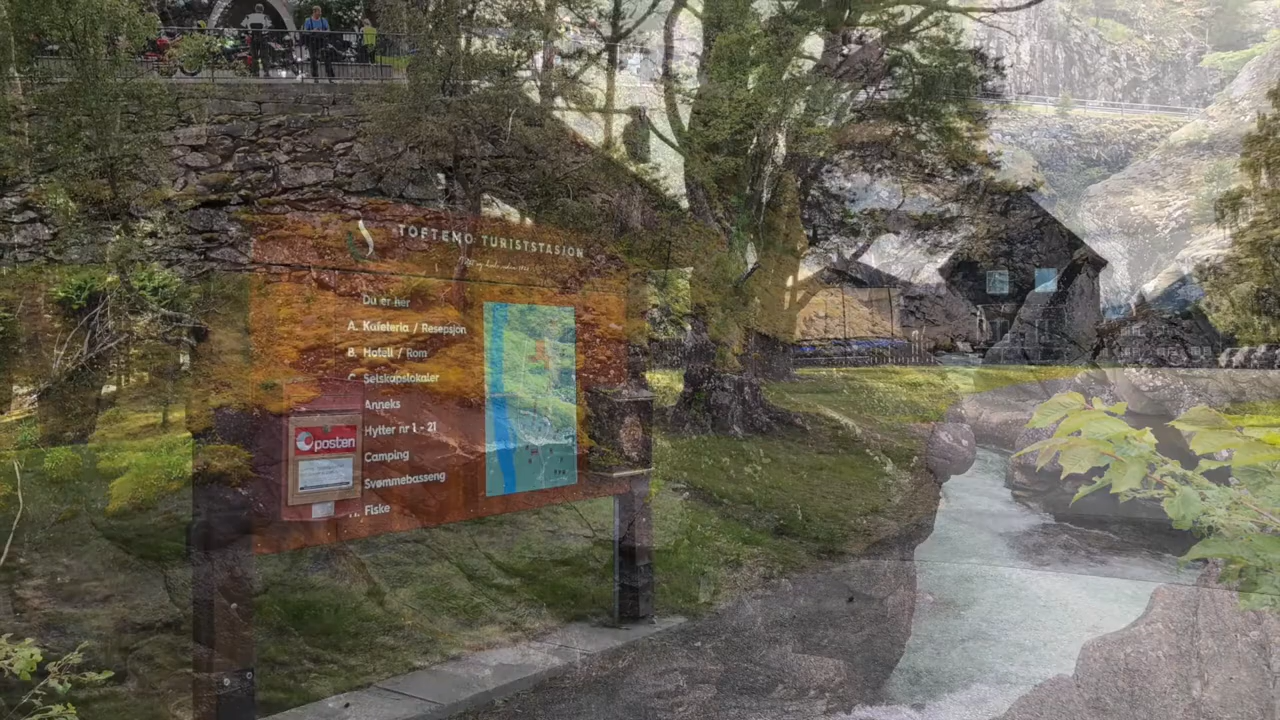 TOFTEMO TURISTSTASJON
Du er her
A. Kafeteria / Resepsjon
B. Hotell / Rom
C. Selskapslokaler
Anneks
Hytter nr 1 - 21
Camping
Svømmebasseng
H. Fiske
posten